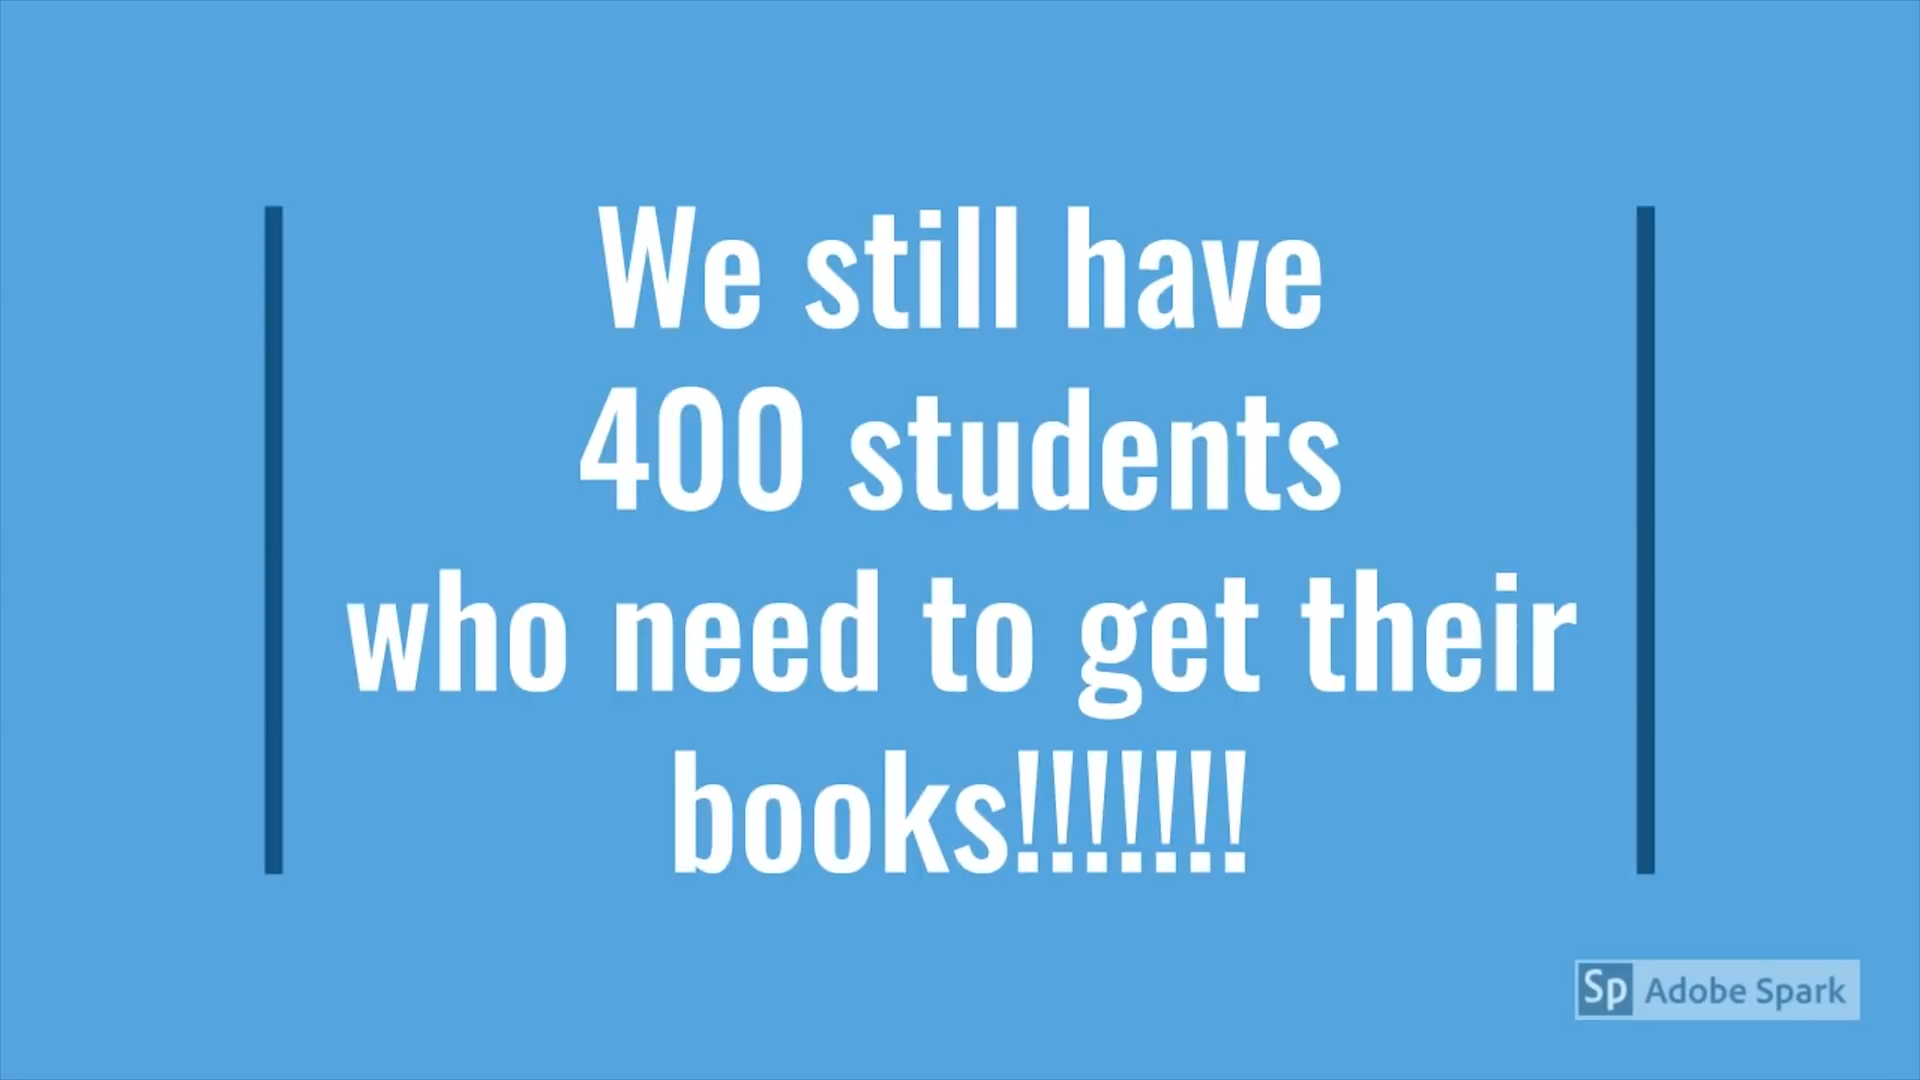 We still have
400 students
who need to get their
books!!!!!!!
Sp Adobe Spark